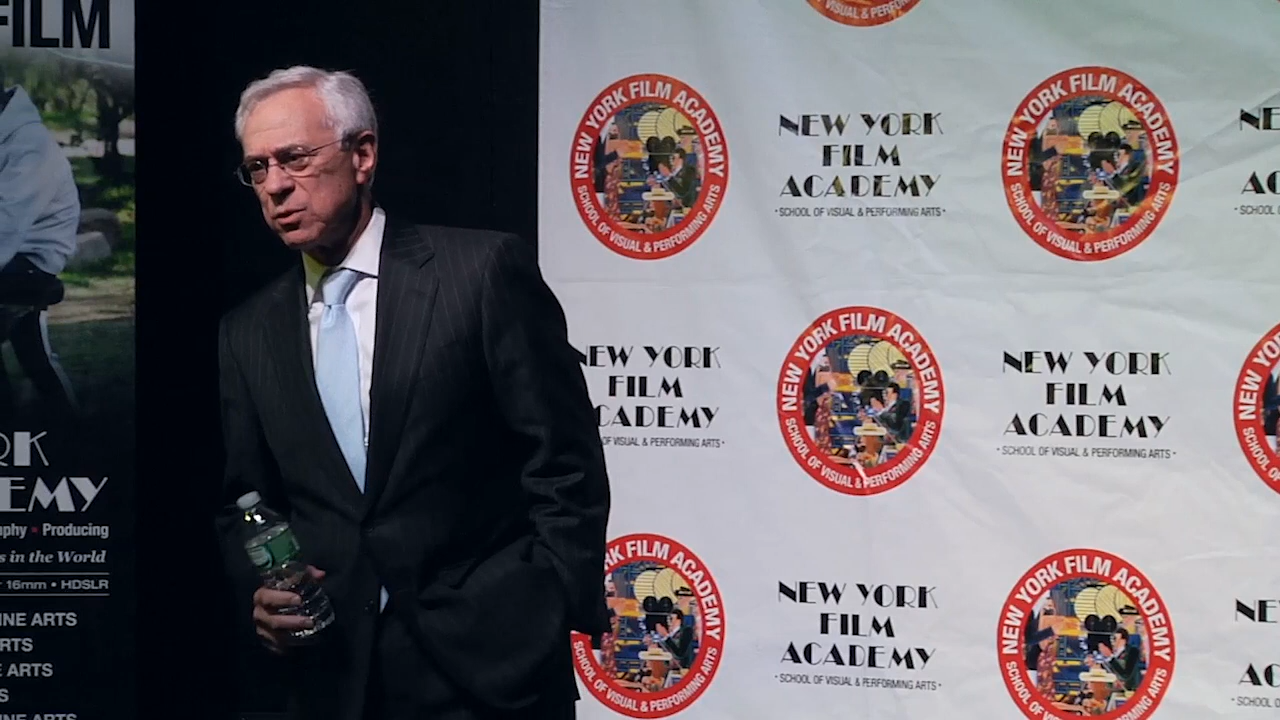 FILM
RK
EMY
aphy • Producing
s in the World
16mm • HDSLR
INE ARTS
RTS
E ARTS
S
INE ARTS
& PERFORMING
NEW YORK FILM ACADEMY
SCHOOL OF VISUAL & PERFORMING ARTS
NEW YORK
FILM
ACADEMY
• SCHOOL OF VISUAL & PERFORMING ARTS •
NEW YORK FILM ACADEMY
SCHOOL OF VISUAL & PERFORMING ARTS
NE
AC
• SCHOOL
NEW YORK
FILM
CADEMY
OF VISUAL & PERFORMING ARTS •
NEW YORK FILM ACADEMY
SCHOOL OF VISUAL & PERFORMING ARTS
NEW YORK
FILM
ACADEMY
• SCHOOL OF VISUAL & PERFORMING ARTS •
NEW YORK
SCHOOL
FILM ACADEMY
SCHOOL OF VISUAL & PERFORMING ARTS
NEW YORK
FILM
ACADEMY
• SCHOOL OF VISUAL & PERFORMING ARTS •
NEW YORK FILM ACADEMY
SCHOOL
ARTS
NE
AC
• SCHOOL